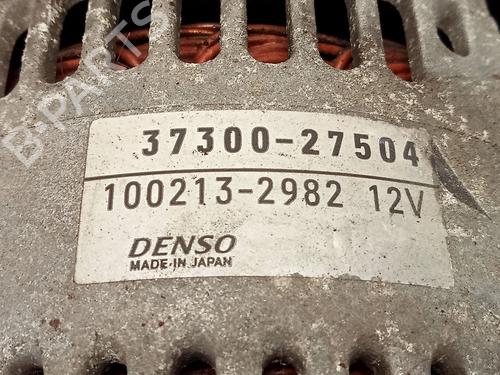 B-PARTS
37300-27504
100213-2982 12V
DENSO
MADE IN JAPAN